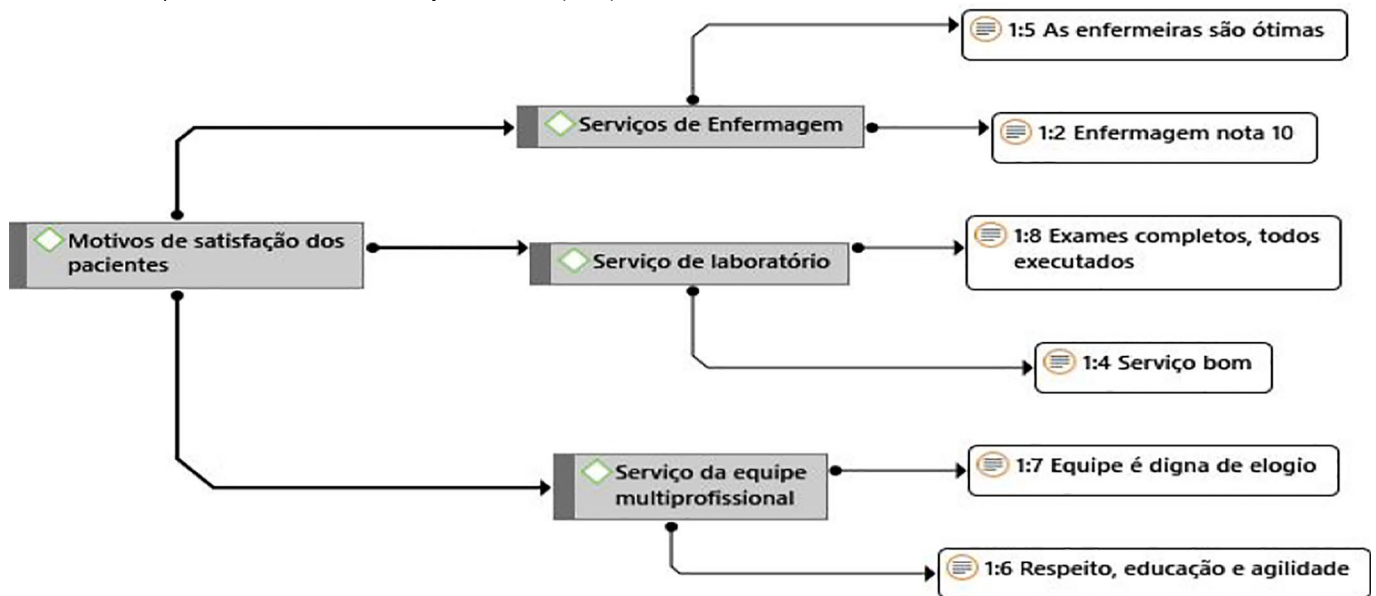 1:5 As enfermeiras são ótimas
Serviços de Enfermagem
1:2 Enfermagem nota 10
Motivos de satisfação dos
pacientes
Serviço de laboratório
1:8 Exames completos, todos
executados
1:4 Serviço bom
Serviço da equipe
multiprofissional
1:7 Equipe é digna de elogio
1:6 Respeito, educação e agilidade